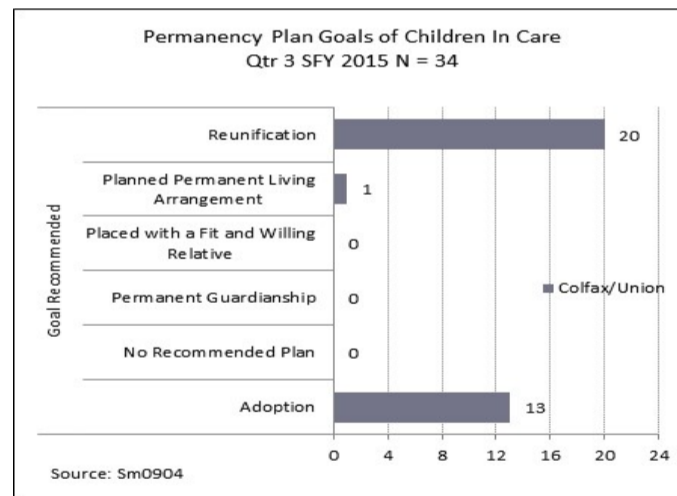 Permanency Plan Goals of Children In Care
Qtr 3 SFY 2015 N = 34
Goal Recommended
Reunification
20
Planned Permanent Living
Arrangement
1
Placed with a Fit and Willing
Relative
0
Permanent Guardianship
0
No Recommended Plan
0
Adoption
13
Colfax/Union
0 4 8 12 16 20 24
Source: Sm0904